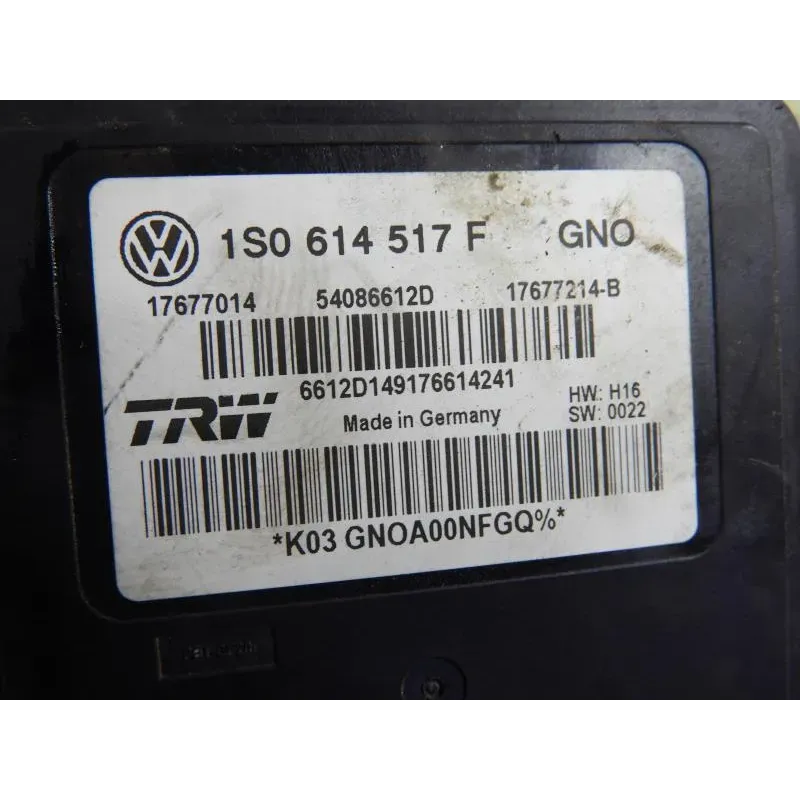 1S0 614 517 F GNO
17677014 54086612D 17677214-B
6612D149176614241
TRW Made in Germany HW: H16
SW: 0022
*K03 GNOA00NFGQ%*